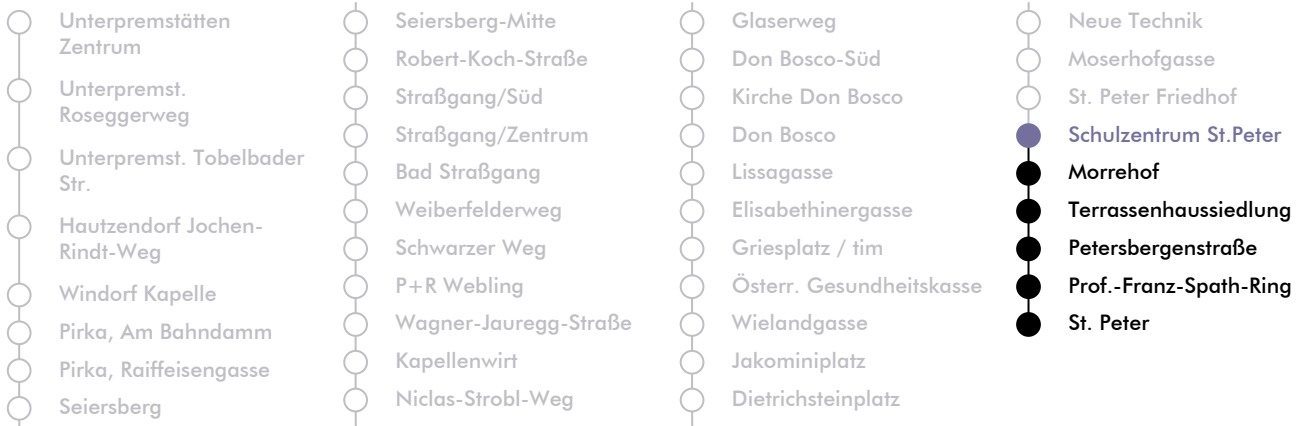 Unterpremstätten
Zentrum
Unterpremst.
Roseggerweg
Unterpremst. Tobelbader
Str.
Hautzendorf Jochen-
Rindt-Weg
Windorf Kapelle
Pirka, Am Bahndamm
Pirka, Raiffeisengasse
Seiersberg
Seiersberg-Mitte
Robert-Koch-Straße
Straßgang/Süd
Straßgang/Zentrum
Bad Straßgang
Weiberfelderweg
Schwarzer Weg
P+R Webling
Wagner-Jauregg-Straße
Kapellenwirt
Niclas-Strobl-Weg
Glaserweg
Don Bosco-Süd
Kirche Don Bosco
Don Bosco
Lissagasse
Elisabethinergasse
Griesplatz / tim
Österr. Gesundheitskasse
Wielandgasse
Jakominiplatz
Dietrichsteinplatz
Neue Technik
Moserhofgasse
St. Peter Friedhof
Schulzentrum St.Peter
Morrehof
Terrassenhaussiedlung
Petersbergenstraße
Prof.-Franz-Spath-Ring
St. Peter